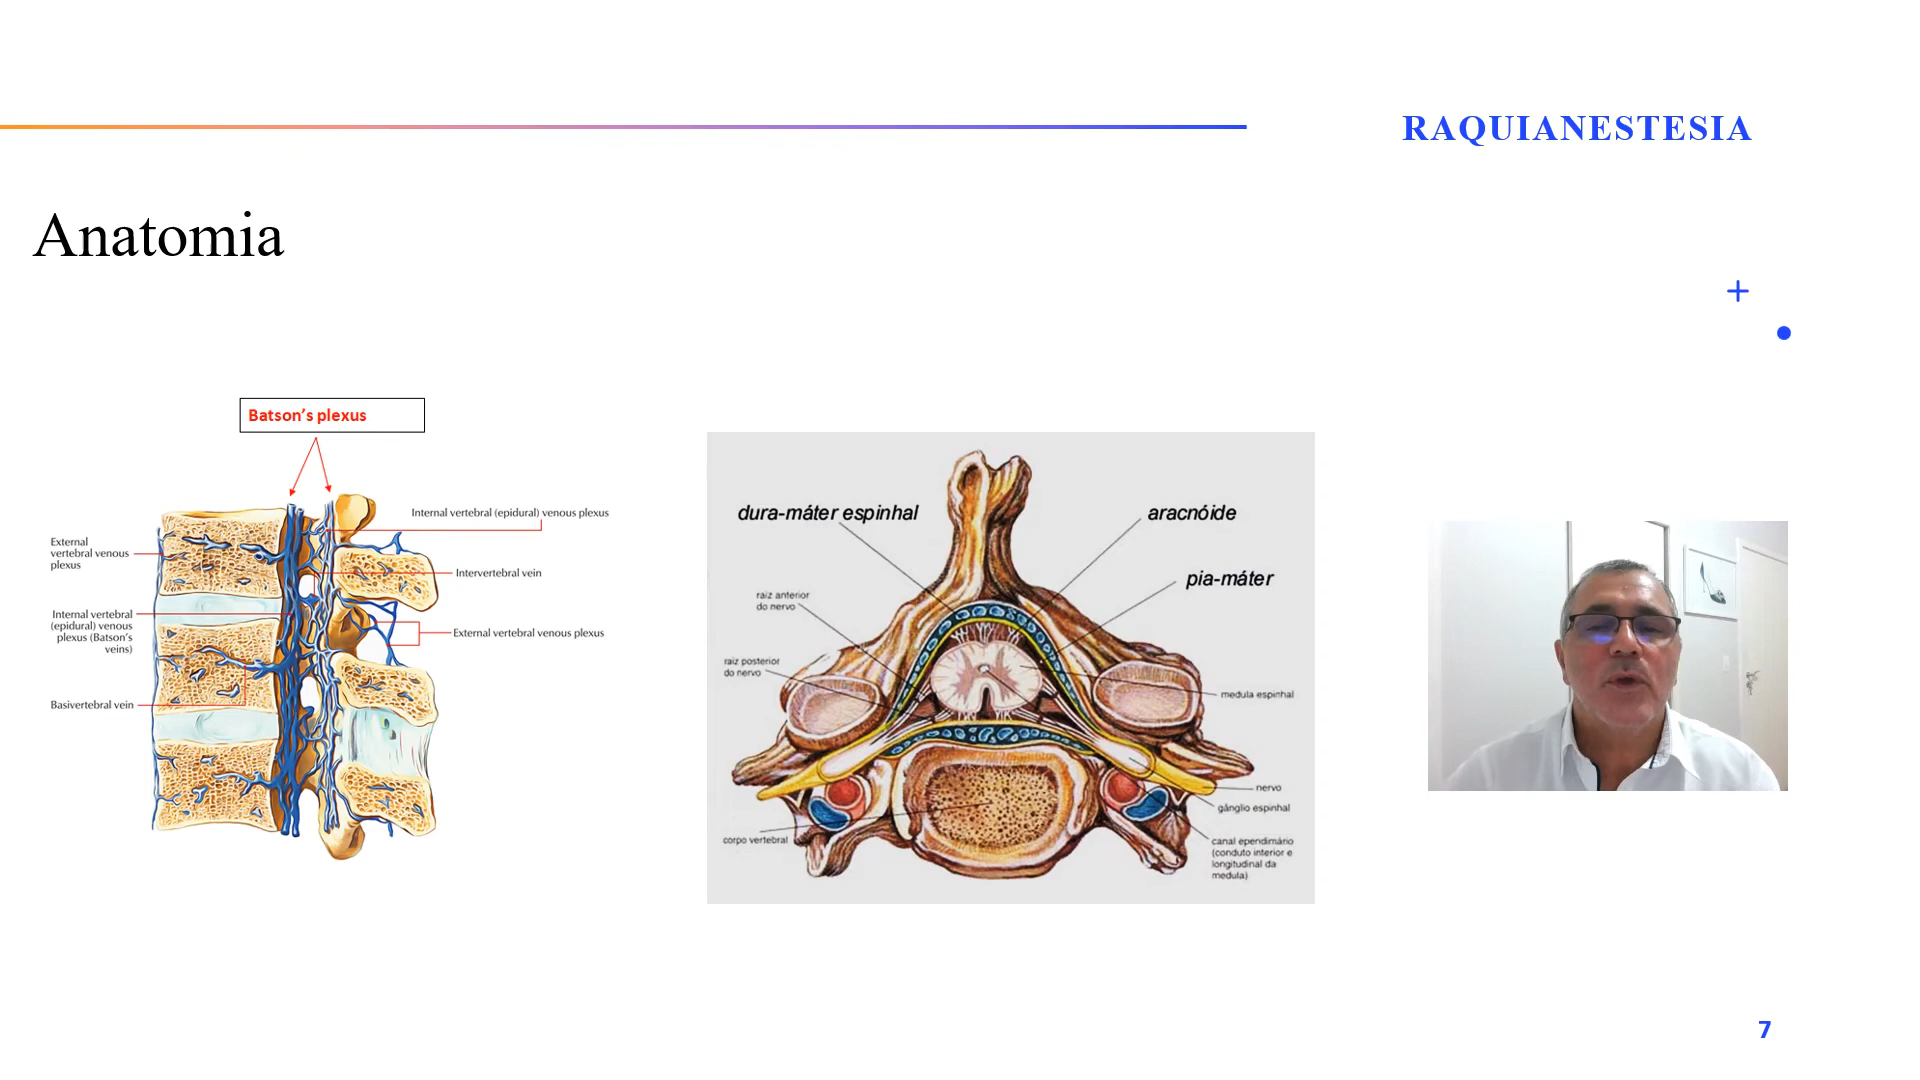 RAQUIANESTESIA
Anatomia
Batson’s plexus
Internal vertebral (epidural) venous plexus
External
vertebral venous
plexus
Intervertebral vein
Internal vertebral
(epidural) venous
plexus (Batson’s
veins)
External vertebral venous plexus
Basivertebral vein
dura-máter espinhal
aracnóide
pia-máter
raiz anterior
do nervo
raiz posterior
do nervo
medula espinhal
nervo
gânglio espinhal
corpo vertebral
canal ependimário
(conduto interior e
longitudinal da
medula)
7